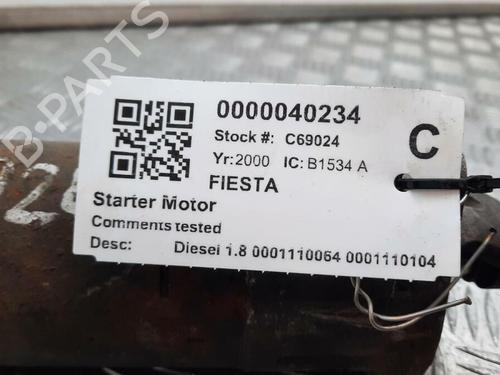 B-PARTS
0000040234
Stock #: C69024
C
Yr:2000 IC: B1534 A
FIESTA
Starter Motor
Comments tested
Desc: Diesel 1.8 0001110064 0001110104